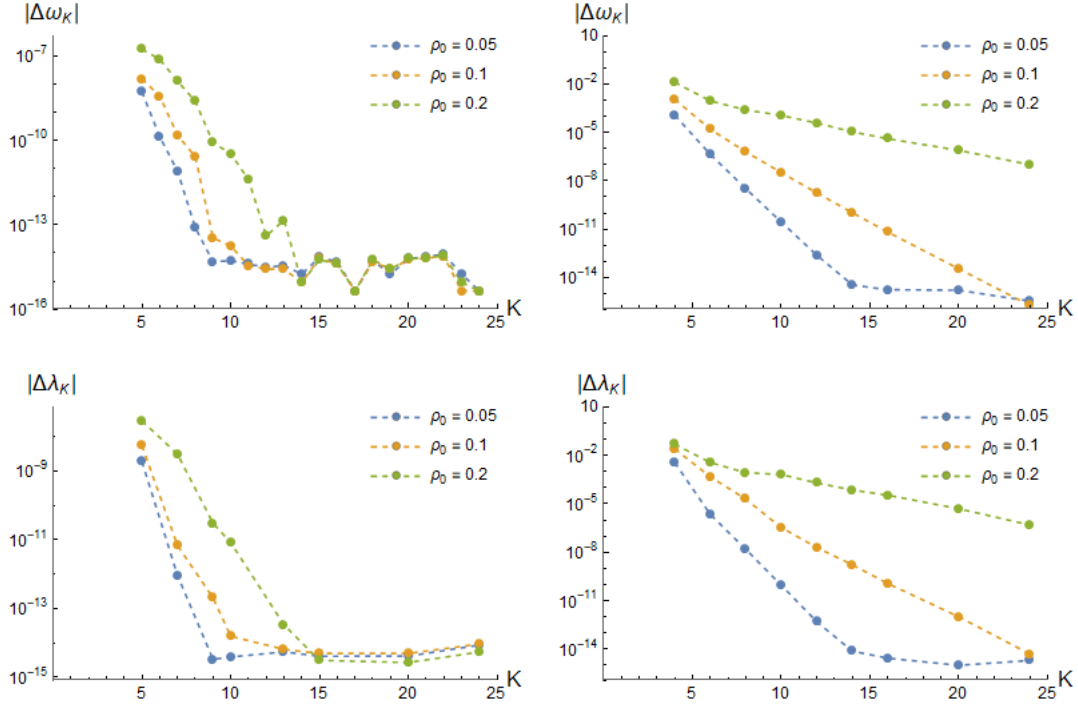 |Δω_K|
10⁻⁷
10⁻¹⁰
10⁻¹³
10⁻¹⁶
5 10 15 20 25 K
ρ₀ = 0.05
ρ₀ = 0.1
ρ₀ = 0.2
|Δω_K|
10
10⁻²
10⁻⁵
10⁻⁸
10⁻¹¹
10⁻¹⁴
5 10 15 20 25 K
ρ₀ = 0.05
ρ₀ = 0.1
ρ₀ = 0.2
|Δλ_K|
10⁻⁹
10⁻¹¹
10⁻¹³
10⁻¹⁵
5 10 15 20 25 K
ρ₀ = 0.05
ρ₀ = 0.1
ρ₀ = 0.2
|Δλ_K|
10
10⁻²
10⁻⁵
10⁻⁸
10⁻¹¹
10⁻¹⁴
5 10 15 20 25 K
ρ₀ = 0.05
ρ₀ = 0.1
ρ₀ = 0.2